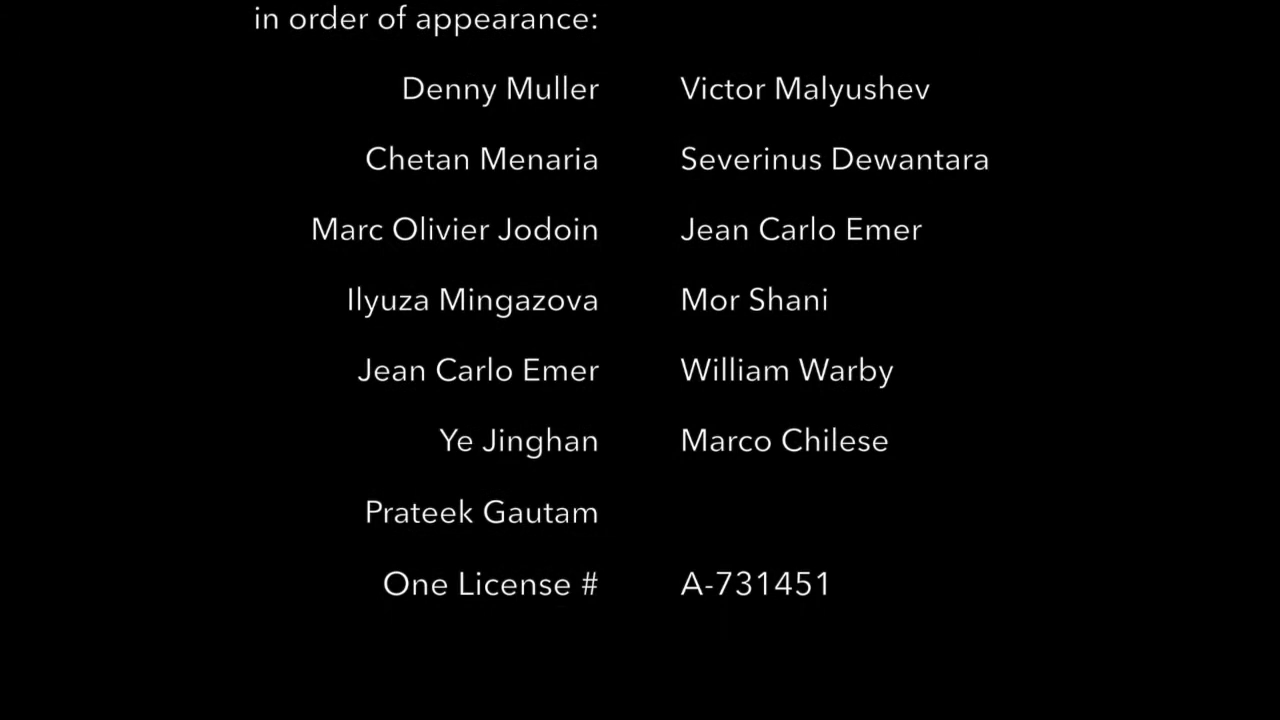 in order of appearance:
Denny Muller Victor Malyushev
Chetan Menaria Severinus Dewantara
Marc Olivier Jodoin Jean Carlo Emer
Ilyuza Mingazova Mor Shani
Jean Carlo Emer William Warby
Ye Jinghan Marco Chilese
Prateek Gautam
One License # A-731451